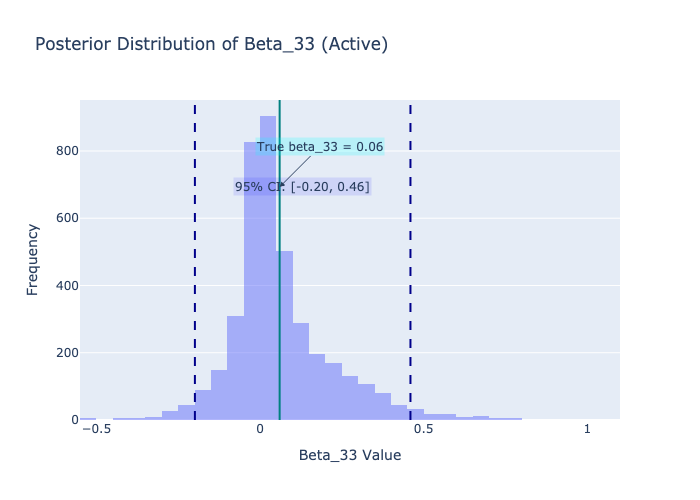 Posterior Distribution of Beta_33 (Active)
True beta_33 = 0.06
95% CI: [-0.20, 0.46]
Frequency
800
600
400
200
0
−0.5
0
0.5
1
Beta_33 Value